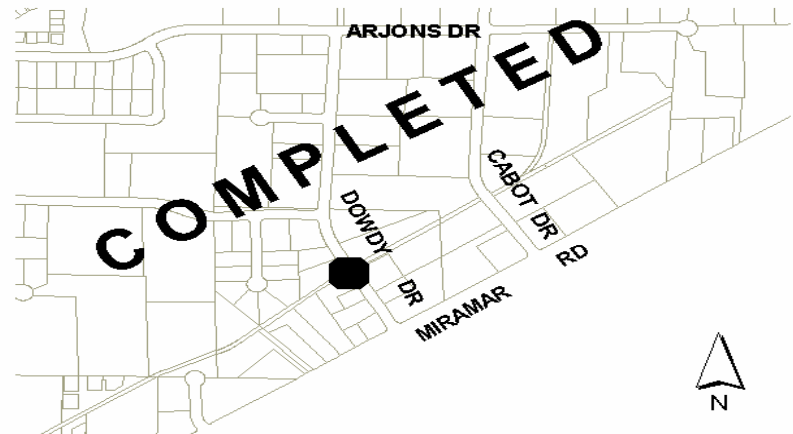 ARJONS DR
COMPLETED
CABOT DR
DOWDY DR
MIRAMAR RD
N